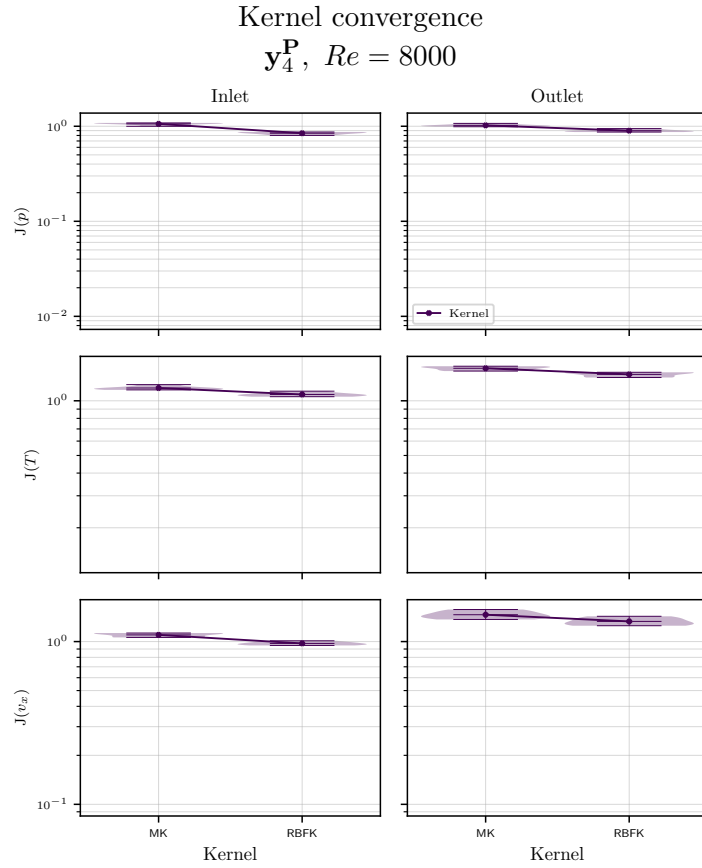 Kernel convergence
𝐲₄ᴾ, Re = 8000
Inlet
Outlet
J(p)
10⁰
10⁻¹
10⁻²
Kernel
J(T)
10⁰
J(vₓ)
10⁰
10⁻¹
MK
RBFK
MK
RBFK
Kernel
Kernel